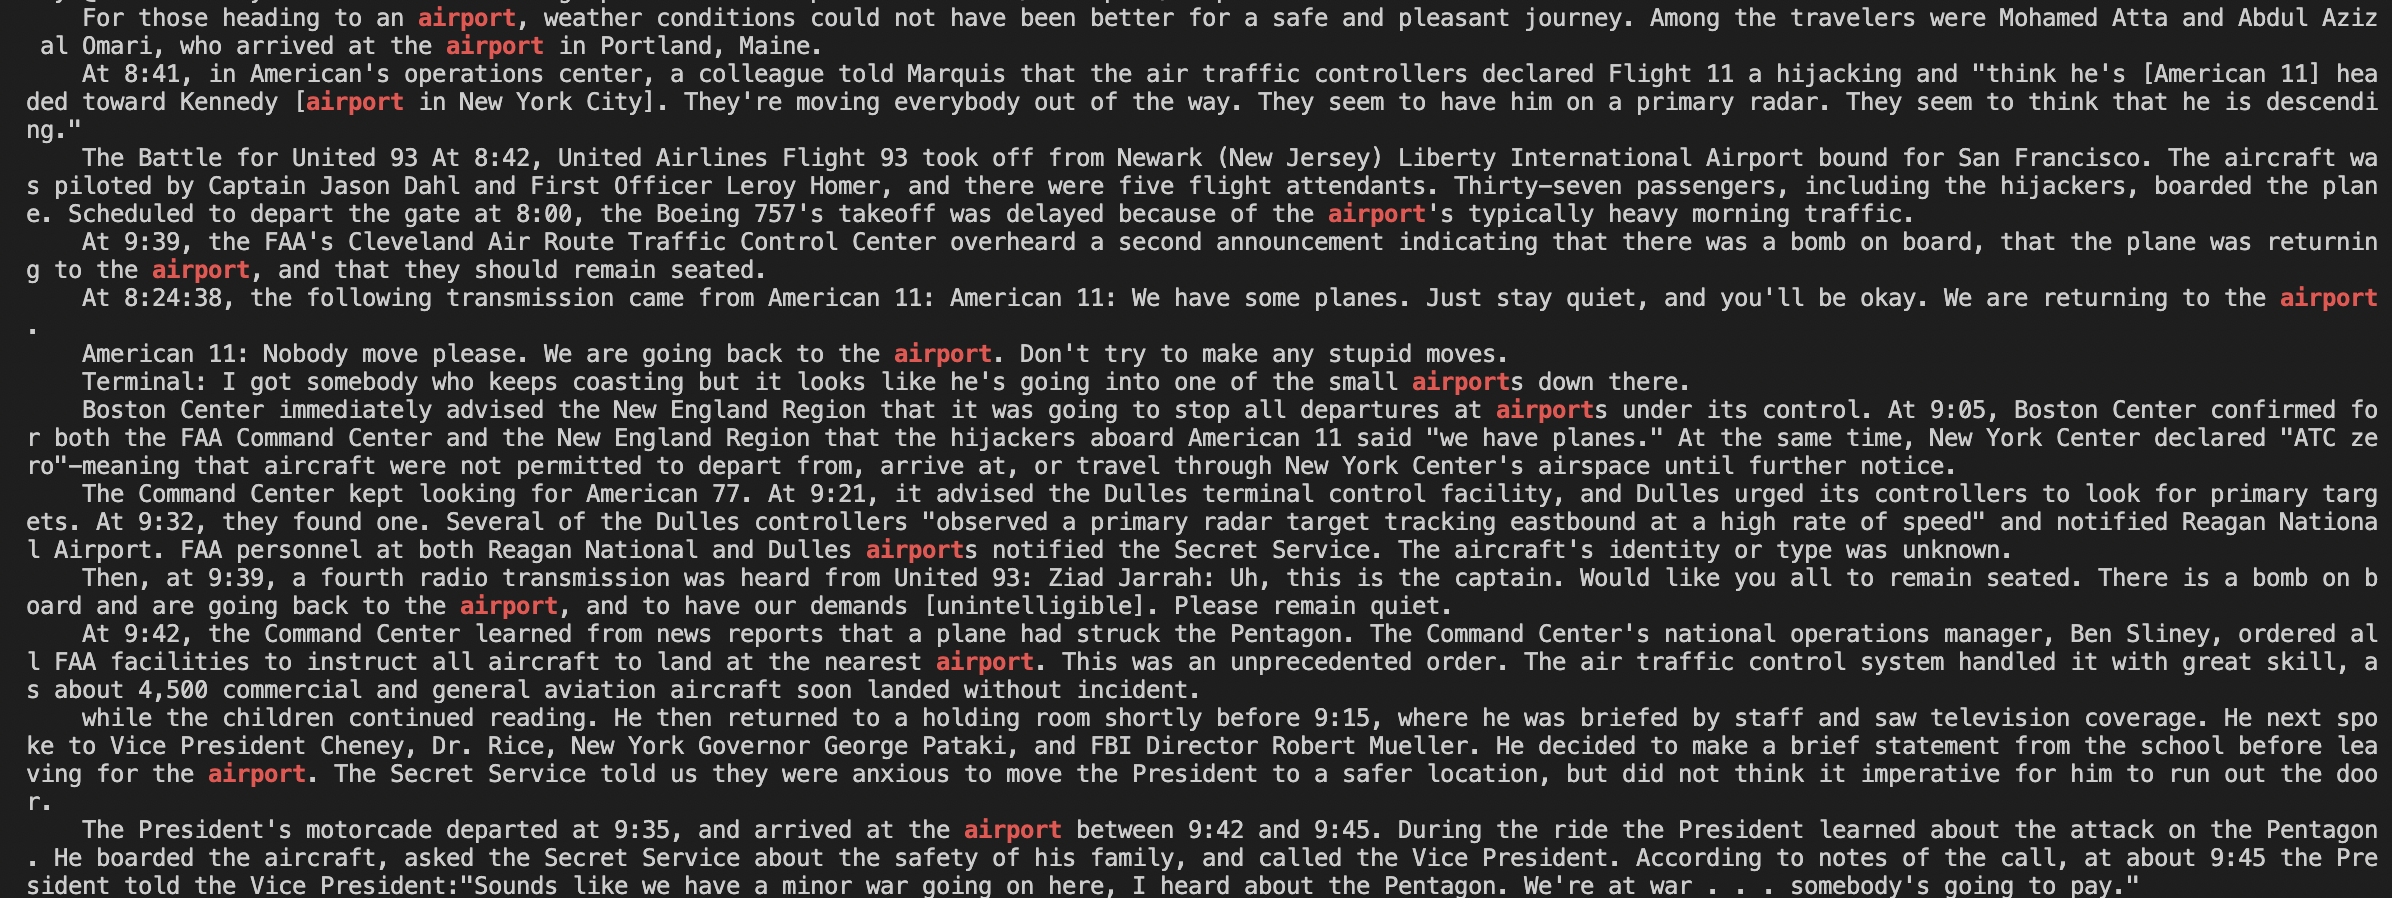 For those heading to an airport, weather conditions could not have been better for a safe and pleasant journey. Among the travelers were Mohamed Atta and Abdul Aziz
al Omari, who arrived at the airport in Portland, Maine.
At 8:41, in American's operations center, a colleague told Marquis that the air traffic controllers declared Flight 11 a hijacking and "think he's [American 11] hea
ded toward Kennedy [airport in New York City]. They're moving everybody out of the way. They seem to have him on a primary radar. They seem to think that he is descendi
ng."
The Battle for United 93 At 8:42, United Airlines Flight 93 took off from Newark (New Jersey) Liberty International Airport bound for San Francisco. The aircraft wa
s piloted by Captain Jason Dahl and First Officer Leroy Homer, and there were five flight attendants. Thirty-seven passengers, including the hijackers, boarded the plan
e. Scheduled to depart the gate at 8:00, the Boeing 757's takeoff was delayed because of the airport's typically heavy morning traffic.
At 9:39, the FAA's Cleveland Air Route Traffic Control Center overheard a second announcement indicating that there was a bomb on board, that the plane was returnin
g to the airport, and that they should remain seated.
At 8:24:38, the following transmission came from American 11: American 11: We have some planes. Just stay quiet, and you'll be okay. We are returning to the airport
.
American 11: Nobody move please. We are going back to the airport. Don't try to make any stupid moves.
Terminal: I got somebody who keeps coasting but it looks like he's going into one of the small airports down there.
Boston Center immediately advised the New England Region that it was going to stop all departures at airports under its control. At 9:05, Boston Center confirmed fo
r both the FAA Command Center and the New England Region that the hijackers aboard American 11 said "we have planes." At the same time, New York Center declared "ATC ze
ro"—meaning that aircraft were not permitted to depart from, arrive at, or travel through New York Center's airspace until further notice.
The Command Center kept looking for American 77. At 9:21, it advised the Dulles terminal control facility, and Dulles urged its controllers to look for primary targ
ets. At 9:32, they found one. Several of the Dulles controllers "observed a primary radar target tracking eastbound at a high rate of speed" and notified Reagan Nationa
l Airport. FAA personnel at both Reagan National and Dulles airports notified the Secret Service. The aircraft's identity or type was unknown.
Then, at 9:39, a fourth radio transmission was heard from United 93: Ziad Jarrah: Uh, this is the captain. Would like you all to remain seated. There is a bomb on b
oard and are going back to the airport, and to have our demands [unintelligible]. Please remain quiet.
At 9:42, the Command Center learned from news reports that a plane had struck the Pentagon. The Command Center's national operations manager, Ben Sliney, ordered al
l FAA facilities to instruct all aircraft to land at the nearest airport. This was an unprecedented order. The air traffic control system handled it with great skill, a
s about 4,500 commercial and general aviation aircraft soon landed without incident.
while the children continued reading. He then returned to a holding room shortly before 9:15, where he was briefed by staff and saw television coverage. He next spo
ke to Vice President Cheney, Dr. Rice, New York Governor George Pataki, and FBI Director Robert Mueller. He decided to make a brief statement from the school before lea
ving for the airport. The Secret Service told us they were anxious to move the President to a safer location, but did not think it imperative for him to run out the doo
r.
The President's motorcade departed at 9:35, and arrived at the airport between 9:42 and 9:45. During the ride the President learned about the attack on the Pentagon
. He boarded the aircraft, asked the Secret Service about the safety of his family, and called the Vice President. According to notes of the call, at about 9:45 the Pre
sident told the Vice President:"Sounds like we have a minor war going on here, I heard about the Pentagon. We're at war . . . somebody's going to pay."